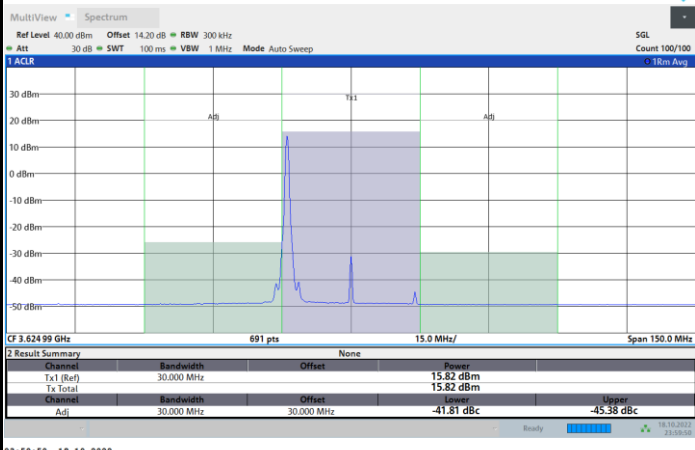 MultiView Spectrum
Ref Level 40.00 dBm Offset 14.20 dB RBW 300 kHz SGL
Att 30 dB SWT 100 ms VBW 1 MHz Mode Auto Sweep Count 100/100
1 ACLR 1Rm Avg
30 dBm
Tx1
20 dBm
Adj Adj
10 dBm
0 dBm
-10 dBm
-20 dBm
-30 dBm
-40 dBm
-50 dBm
CF 3.624 99 GHz 691 pts 15.0 MHz/ Span 150.0 MHz
2 Result Summary None
Channel Bandwidth Offset Power
Tx1 (Ref) 30.000 MHz 15.82 dBm
Tx Total 15.82 dBm
Channel Bandwidth Offset Lower Upper
Adj 30.000 MHz 30.000 MHz -41.81 dBc -45.38 dBc
Ready 18.10.2022
23:59:50